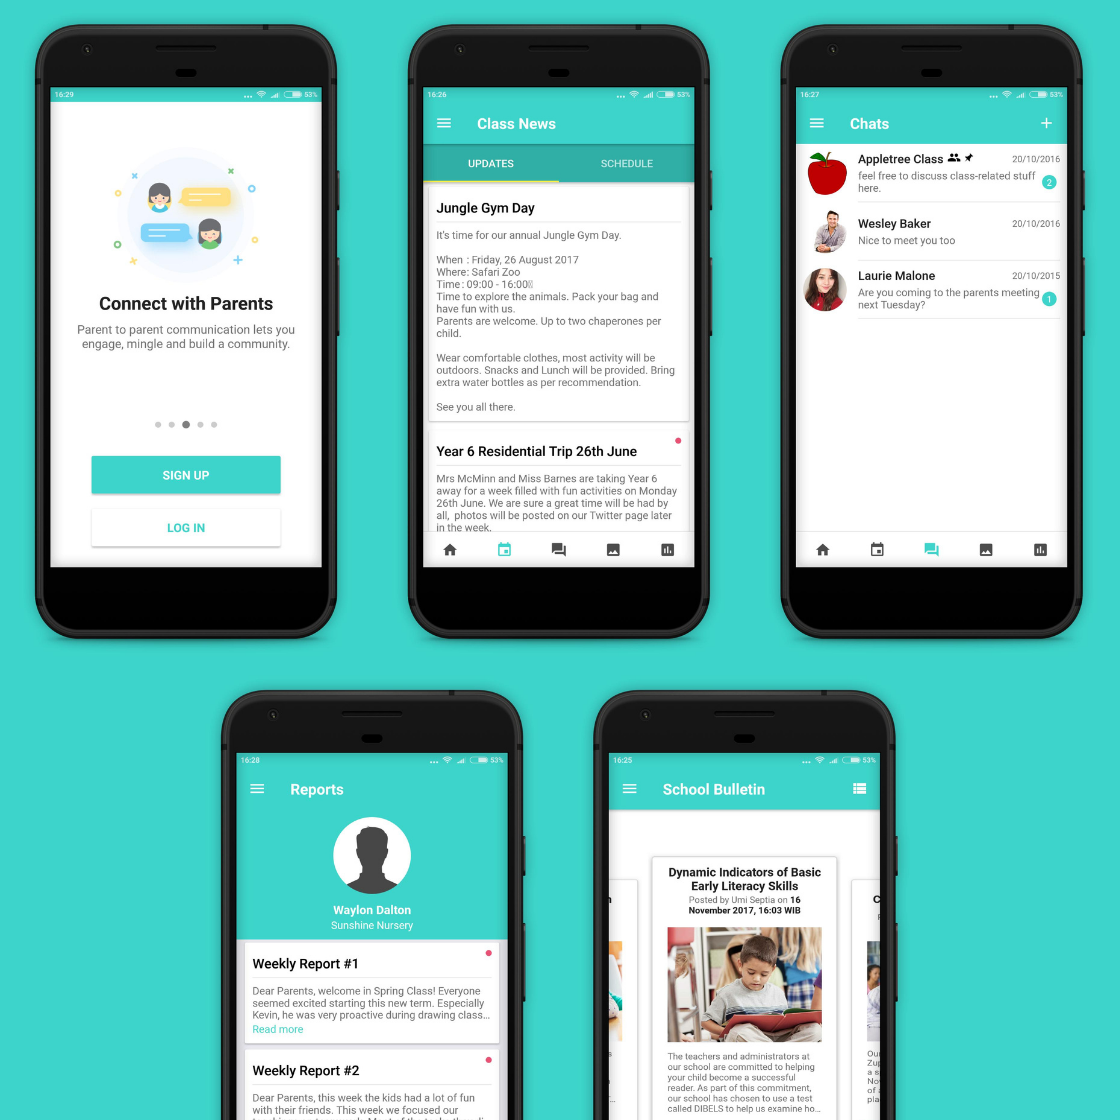 16:29
53%
Connect with Parents
Parent to parent communication lets you
engage, mingle and build a community.
SIGN UP
LOG IN
16:26
53%
Class News
UPDATES
SCHEDULE
Jungle Gym Day
It's time for our annual Jungle Gym Day.
When : Friday, 26 August 2017
Where: Safari Zoo
Time : 09:00 - 16:00
Time to explore the animals. Pack your bag and
have fun with us.
Parents are welcome. Up to two chaperones per
child.
Wear comfortable clothes, most activity will be
outdoors. Snacks and Lunch will be provided. Bring
extra water bottles as per recommendation.
See you all there.
Year 6 Residential Trip 26th June
Mrs McMinn and Miss Barnes are taking Year 6
away for a week filled with fun activities on Monday
26th June. We are sure a great time will be had by
all, photos will be posted on our Twitter page later
in the week.
16:27
53%
Chats
+
Appletree Class
20/10/2016
feel free to discuss class-related stuff
here.
2
Wesley Baker
20/10/2016
Nice to meet you too
Laurie Malone
20/10/2015
Are you coming to the parents meeting
next Tuesday?
1
16:28
53%
Reports
Waylon Dalton
Sunshine Nursery
Weekly Report #1
Dear Parents, welcome in Spring Class! Everyone
seemed excited starting this new term. Especially
Kevin, he was very proactive during drawing class...
Read more
Weekly Report #2
Dear Parents, this week the kids had a lot of fun
with their friends. This week we focused our
16:25
53%
School Bulletin
Dynamic Indicators of Basic
Early Literacy Skills
Posted by Umi Septia on 16
November 2017, 16:03 WIB
The teachers and administrators at
our school are committed to helping
your child become a successful
reader. As part of this commitment,
our school has chosen to use a test
called DIBELS to help us examine ho...